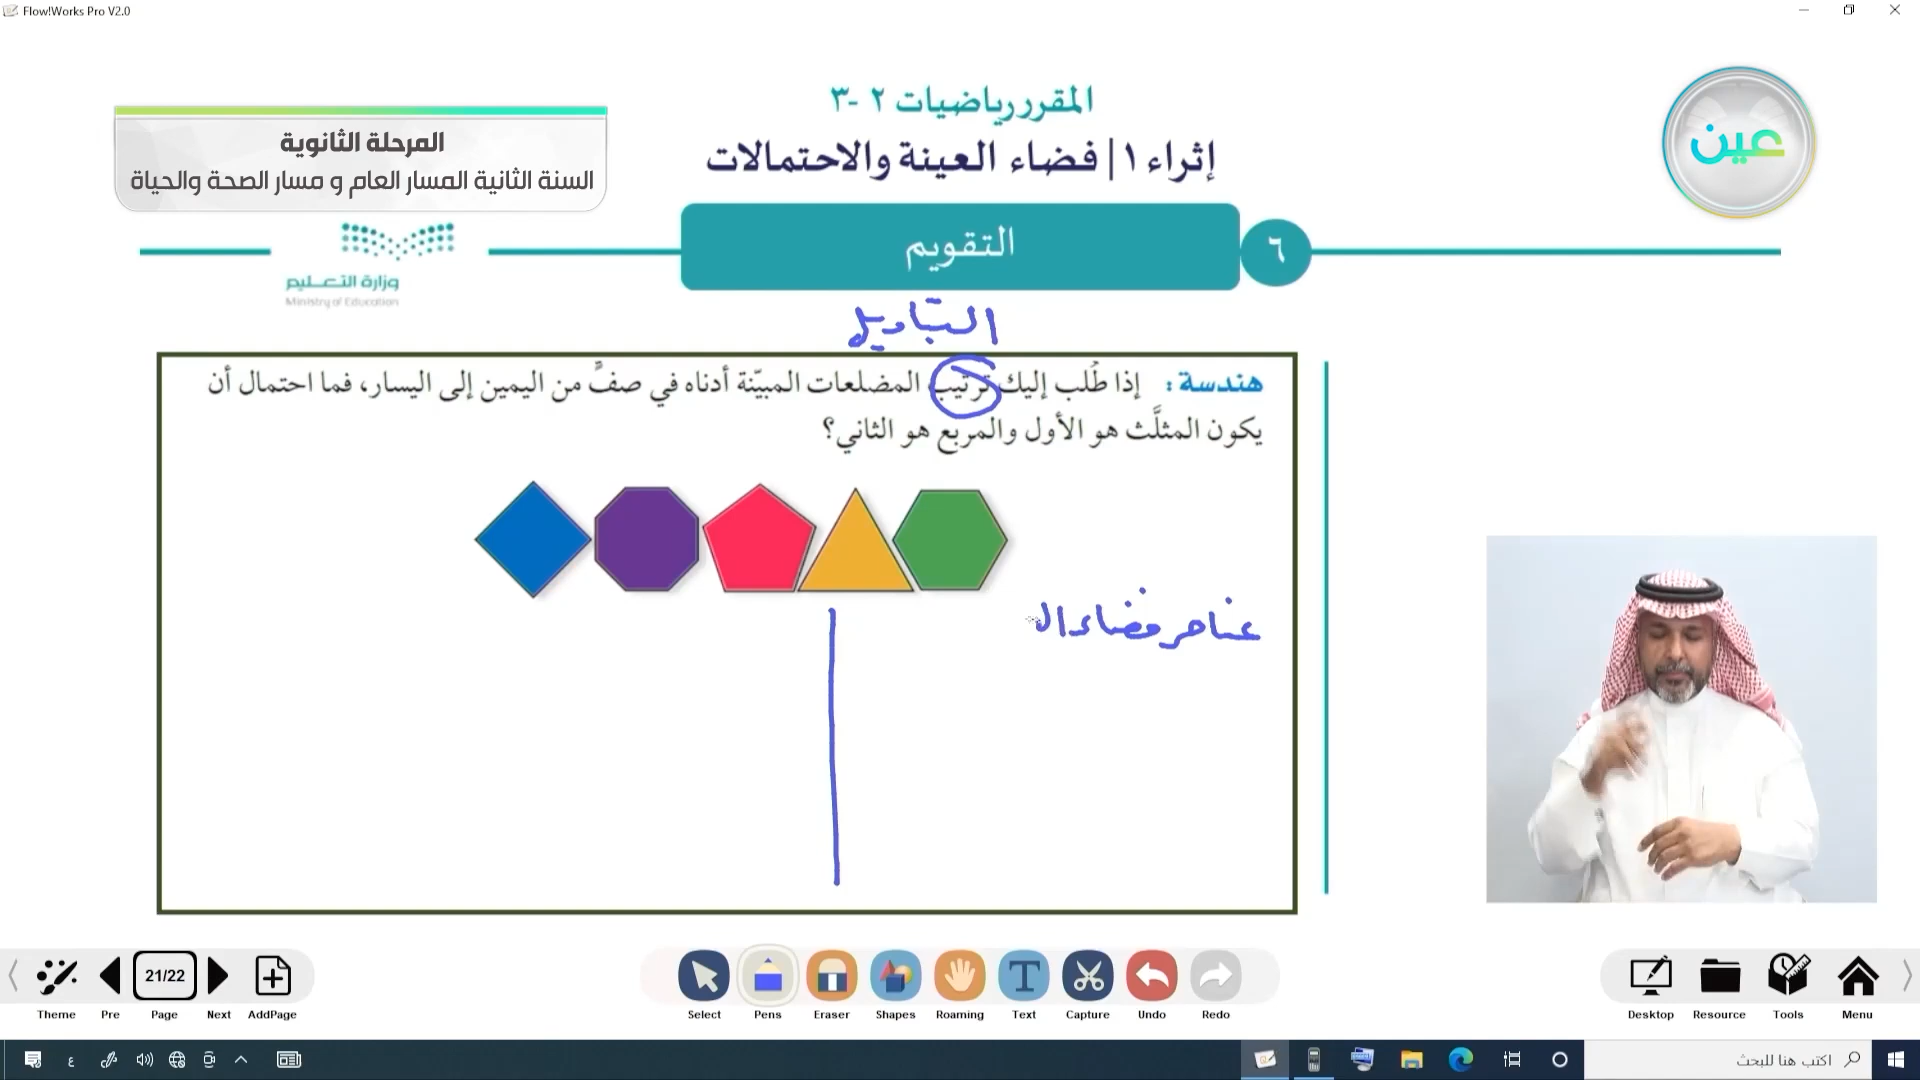 Flow!Works Pro V2.0
المقرر رياضيات ٢ -٣
إثراء ١ | فضاء العينة والاحتمالات
المرحلة الثانوية
السنة الثانية المسار العام و مسار الصحة والحياة
عين
وزارة التعليم
Ministry of Education
التقويم
٦
التباديل
هندسة : إذا طُلب إليك ترتيب المضلعات المبيّنة أدناه في صفٍّ من اليمين إلى اليسار، فما احتمال أن
يكون المثلَّث هو الأول والمربع هو الثاني؟
عناصر فضاء ال
21/22
Theme Pre Page Next AddPage
Select Pens Eraser Shapes Roaming Text Capture Undo Redo
Desktop Resource Tools Menu
ع
اكتب هنا للبحث